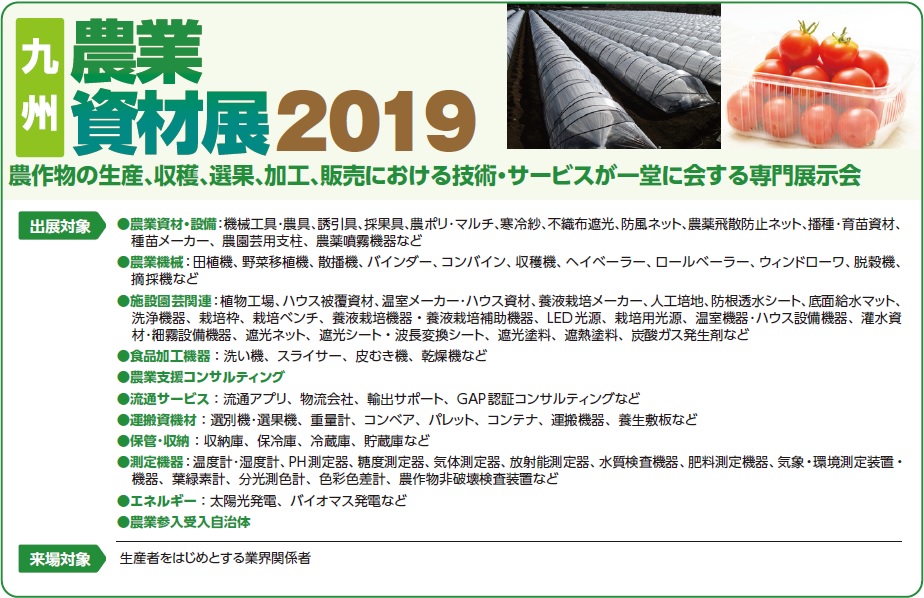 九州
農業
資材展2019
農作物の生産、収穫、選果、加工、販売における技術・サービスが一堂に会する専門展示会
出展対象
●農業資材・設備：機械工具・農具、誘引具、採果具、農ポリ・マルチ、寒冷紗、不織布遮光、防風ネット、農薬飛散防止ネット、播種・育苗資材、
種苗メーカー、農園芸用支柱、農薬噴霧機器など
●農業機械：田植機、野菜移植機、散播機、バインダー、コンバイン、収穫機、ヘイベーラー、ロールベーラー、ウィンドローワ、脱穀機、
摘採機など
●施設園芸関連：植物工場、ハウス被覆資材、温室メーカー・ハウス資材、養液栽培メーカー、人工培地、防根透水シート、底面給水マット、
洗浄機器、栽培枠、栽培ベンチ、養液栽培機器・養液栽培補助機器、LED光源、栽培用光源、温室機器・ハウス設備機器、灌水資
材・細霧設備機器、遮光ネット、遮光シート・波長変換シート、遮光塗料、遮熱塗料、炭酸ガス発生剤など
●食品加工機器：洗い機、スライサー、皮むき機、乾燥機など
●農業支援コンサルティング
●流通サービス：流通アプリ、物流会社、輸出サポート、GAP認証コンサルティングなど
●運搬資機材：選別機・選果機、重量計、コンベア、パレット、コンテナ、運搬機器、養生敷板など
●保管・収納：収納庫、保冷庫、冷蔵庫、貯蔵庫など
●測定機器：温度計・湿度計、PH測定器、糖度測定器、気体測定器、放射能測定器、水質検査機器、肥料測定機器、気象・環境測定装置・
機器、葉緑素計、分光測色計、色彩色差計、農作物非破壊検査装置など
●エネルギー：太陽光発電、バイオマス発電など
●農業参入受入自治体
来場対象
生産者をはじめとする業界関係者